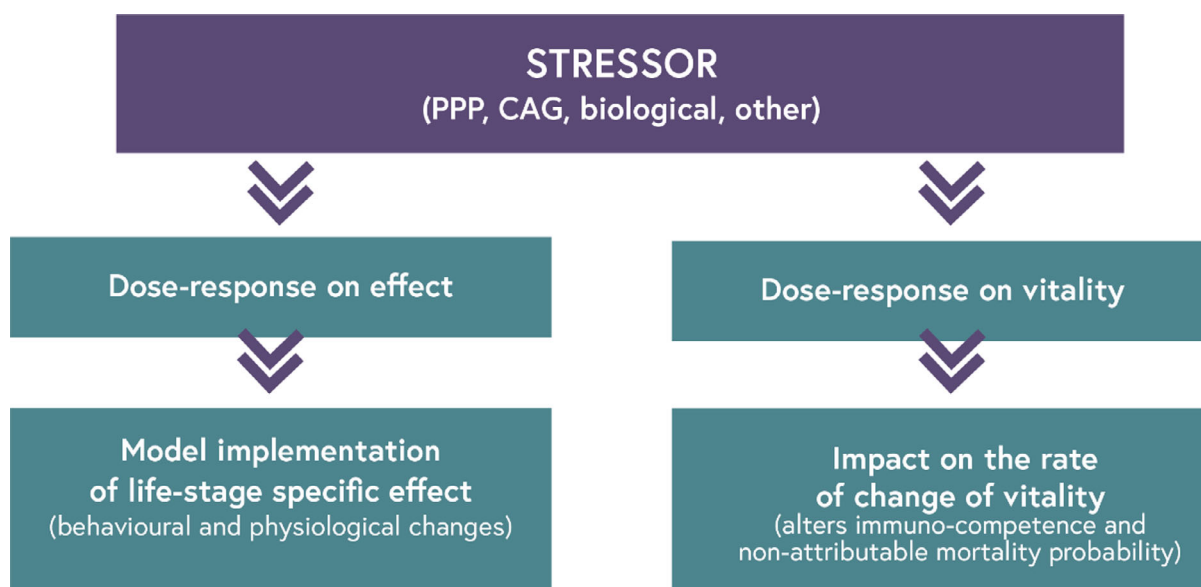 STRESSOR
(PPP, CAG, biological, other)
Dose-response on effect
Dose-response on vitality
Model implementation
of life-stage specific effect
(behavioural and physiological changes)
Impact on the rate
of change of vitality
(alters immuno-competence and
non-attributable mortality probability)